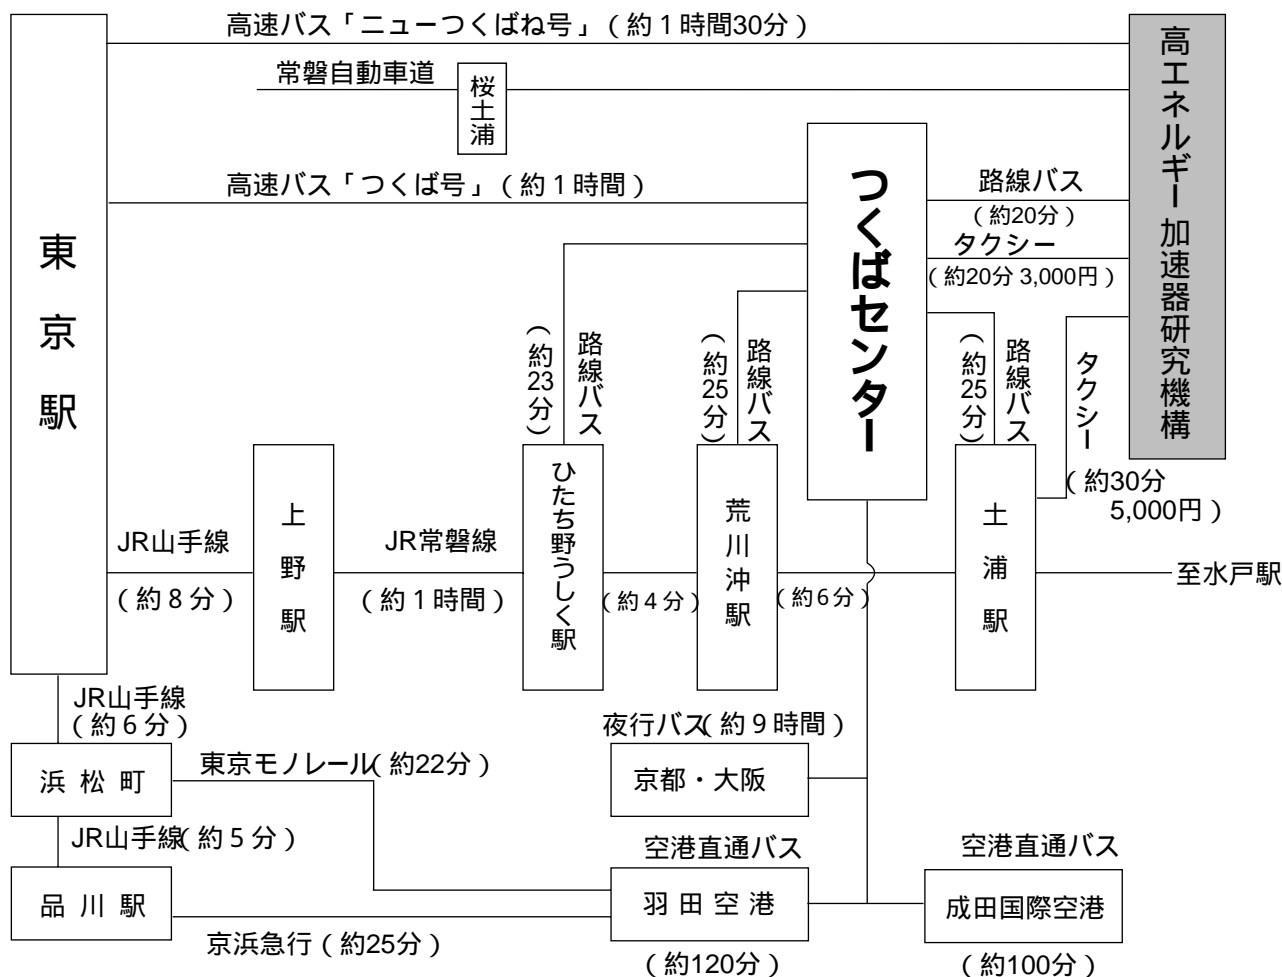 高速バス「ニューつくばね号」(約1時間30分)
常磐自動車道
桜土浦
高エネルギー加速器研究機構
東京駅
高速バス「つくば号」(約1時間)
つくばセンター
路線バス
(約20分)
タクシー
(約20分 3,000円)
(約23分)
路線バス
(約25分)
路線バス
(約25分)
路線バス
タクシー
(約30分
5,000円)
JR山手線
(約8分)
上野駅
JR常磐線
(約1時間)
ひたち野うしく駅
(約4分)
荒川沖駅
(約6分)
土浦駅
至水戸駅
JR山手線
(約6分)
浜松町
東京モノレール(約22分)
夜行バス(約9時間)
京都・大阪
JR山手線(約5分)
品川駅
京浜急行(約25分)
空港直通バス
羽田空港
(約120分)
空港直通バス
成田国際空港
(約100分)